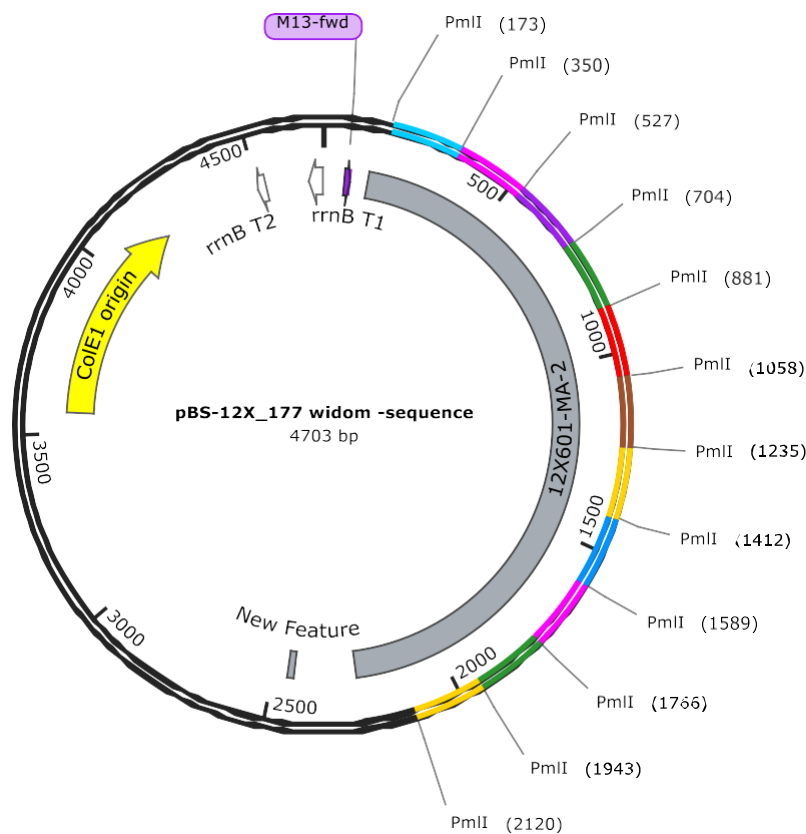 M13-fwd
PmlI (173)
PmlI (350)
PmlI (527)
PmlI (704)
PmlI (881)
PmlI (1058)
PmlI (1235)
PmlI (1412)
PmlI (1589)
PmlI (1766)
PmlI (1943)
PmlI (2120)
4500
500
rrnB T2
rrnB T1
4000
ColE1 origin
1000
12X601-MA-2
pBS-12X_177 widom -sequence
4703 bp
3500
1500
3000
New Feature
2000
2500